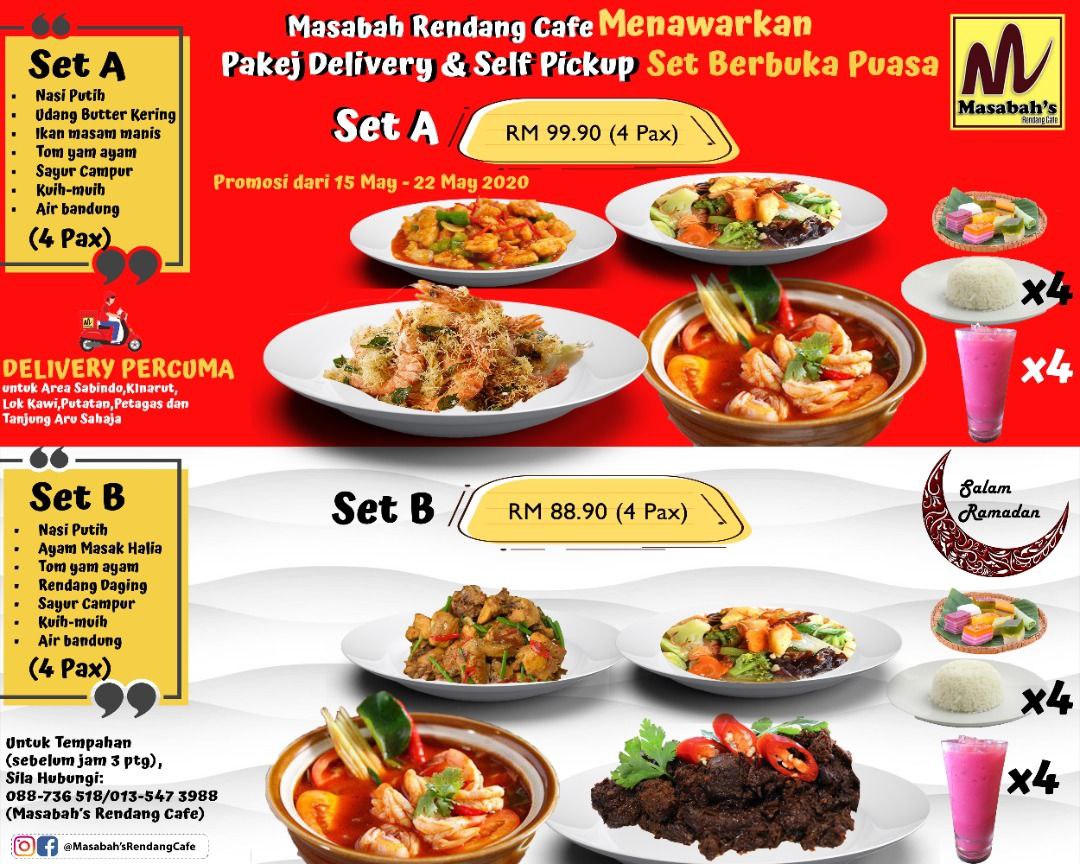 Masabah Rendang Cafe Menawarkan
Pakej Delivery & Self Pickup Set Berbuka Puasa
Masabah's
Rendang Cafe
Set A
Nasi Putih
Udang Butter Kering
Ikan masam manis
Tom yam ayam
Sayur Campur
Kuih-muih
Air bandung
(4 Pax)
Set A
RM 99.90 (4 Pax)
Promosi dari 15 May - 22 May 2020
x4
x4
DELIVERY PERCUMA
untuk Area Sabindo,KInarut,
Lok Kawi,Putatan,Petagas dan
Tanjung Aru Sahaja
Set B
Nasi Putih
Ayam Masak Halia
Tom yam ayam
Rendang Daging
Sayur Campur
Kuih-muih
Air bandung
(4 Pax)
Set B
RM 88.90 (4 Pax)
Salam
Ramadan
x4
x4
Untuk Tempahan
(sebelum jam 3 ptg),
Sila Hubungi:
088-736 518/013-547 3988
(Masabah's Rendang Cafe)
@Masabah'sRendangCafe